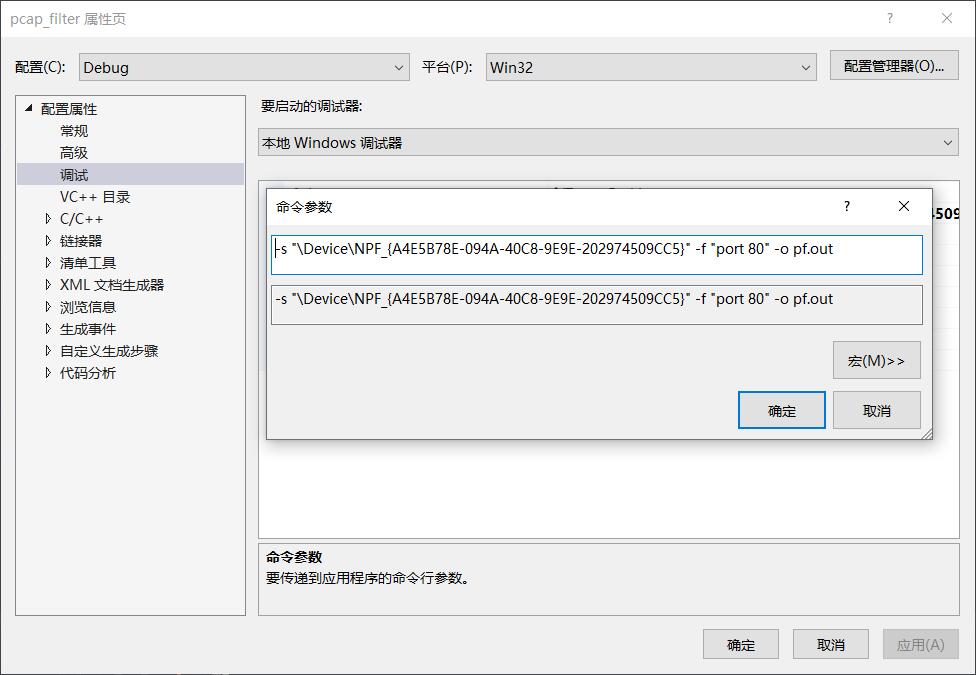 pcap_filter 属性页
配置(C): Debug 平台(P): Win32 配置管理器(O)...
配置属性
常规
高级
调试
VC++ 目录
C/C++
链接器
清单工具
XML 文档生成器
浏览信息
生成事件
自定义生成步骤
代码分析
要启动的调试器:
本地 Windows 调试器
4509
命令参数
-s "\Device\NPF_{A4E5B78E-094A-40C8-9E9E-202974509CC5}" -f "port 80" -o pf.out
-s "\Device\NPF_{A4E5B78E-094A-40C8-9E9E-202974509CC5}" -f "port 80" -o pf.out
宏(M)>>
确定 取消
命令参数
要传递到应用程序的命令行参数。
确定 取消 应用(A)